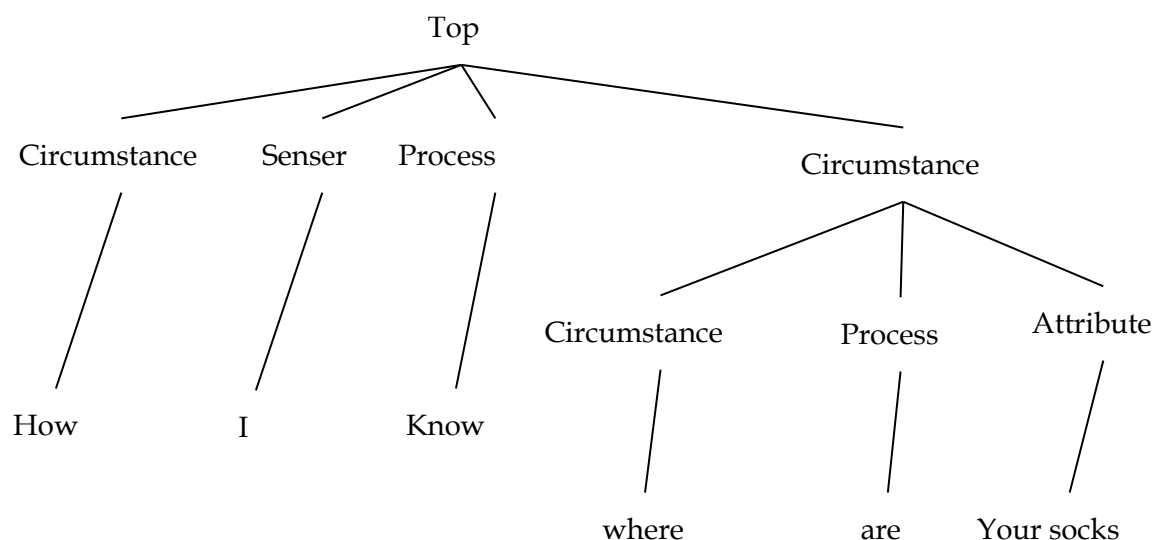 Top
Circumstance Senser Process Circumstance
Circumstance Process Attribute
How I Know
where are Your socks